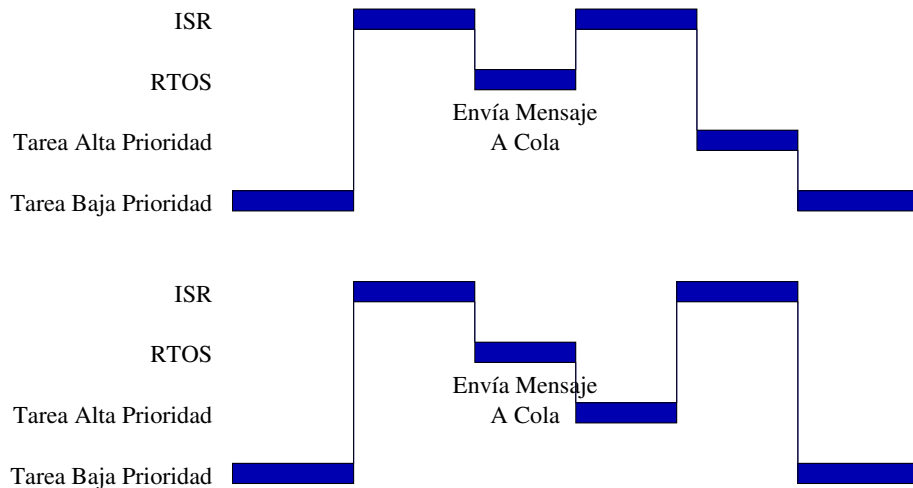 ISR
RTOS
Envía Mensaje
A Cola
Tarea Alta Prioridad
Tarea Baja Prioridad
ISR
RTOS
Envía Mensaje
A Cola
Tarea Alta Prioridad
Tarea Baja Prioridad